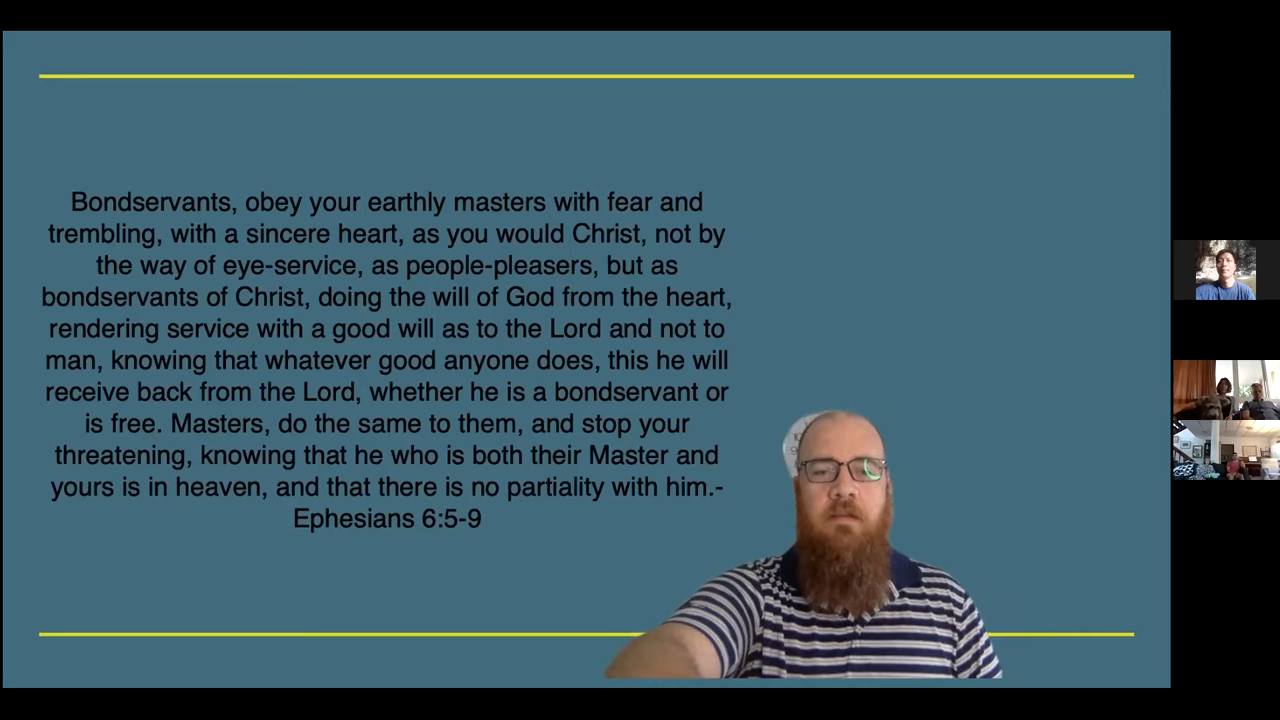 Bondservants, obey your earthly masters with fear and
trembling, with a sincere heart, as you would Christ, not by
the way of eye-service, as people-pleasers, but as
bondservants of Christ, doing the will of God from the heart,
rendering service with a good will as to the Lord and not to
man, knowing that whatever good anyone does, this he will
receive back from the Lord, whether he is a bondservant or
is free. Masters, do the same to them, and stop your
threatening, knowing that he who is both their Master and
yours is in heaven, and that there is no partiality with him.-
Ephesians 6:5-9